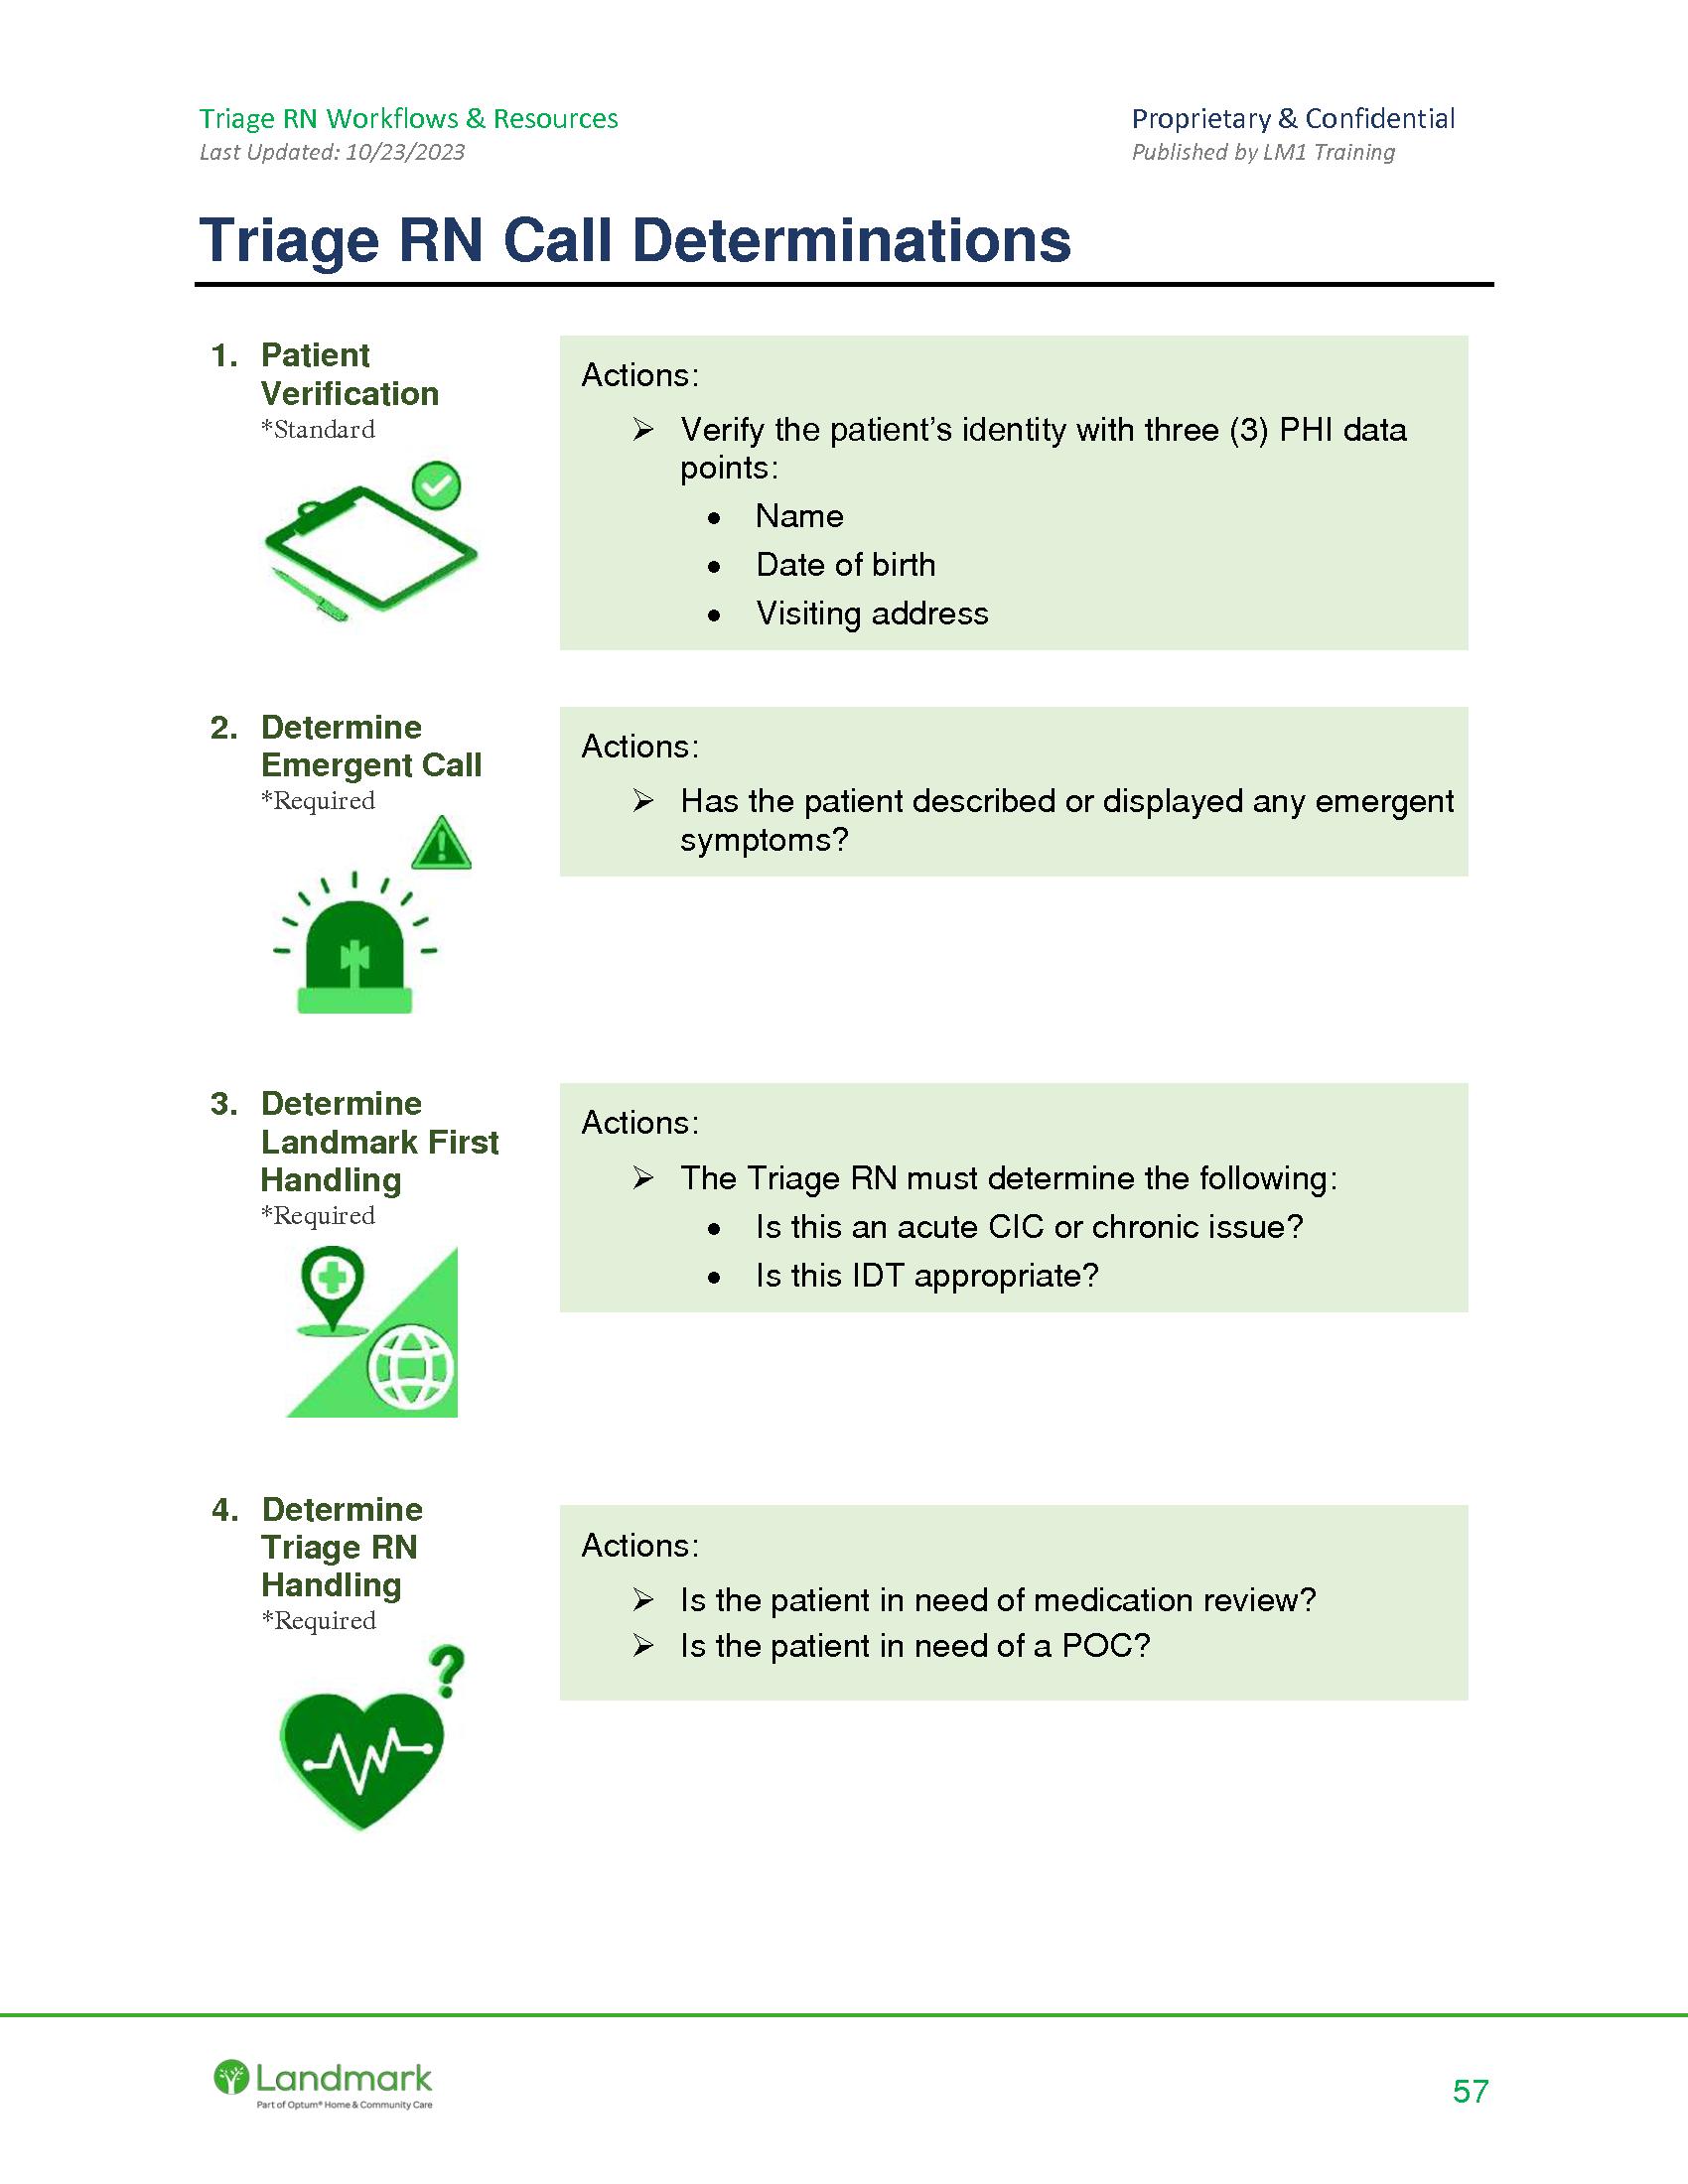 Triage RN Workflows & Resources
Last Updated: 10/23/2023
Proprietary & Confidential
Published by LM1 Training
Triage RN Call Determinations
1. Patient
Verification
*Standard
Actions:
➢ Verify the patient’s identity with three (3) PHI data
points:
• Name
• Date of birth
• Visiting address
2. Determine
Emergent Call
*Required
Actions:
➢ Has the patient described or displayed any emergent
symptoms?
3. Determine
Landmark First
Handling
*Required
Actions:
➢ The Triage RN must determine the following:
• Is this an acute CIC or chronic issue?
• Is this IDT appropriate?
4. Determine
Triage RN
Handling
*Required
Actions:
➢ Is the patient in need of medication review?
➢ Is the patient in need of a POC?
Landmark
Part of Optum® Home & Community Care
57